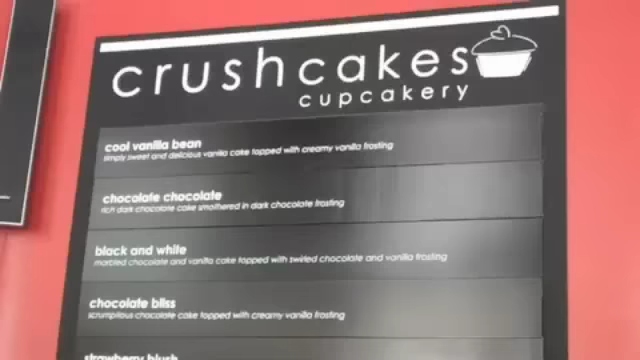 crushcakes
cupcakery
cool vanilla bean
simply sweet and delicious vanilla cake topped with creamy vanilla frosting
chocolate chocolate
rich dark chocolate cake smothered in dark chocolate frosting
black and white
marbled chocolate and vanilla cake topped with swirled chocolate and vanilla frosting
chocolate bliss
scrumptious chocolate cake topped with creamy vanilla frosting
strawberry blush